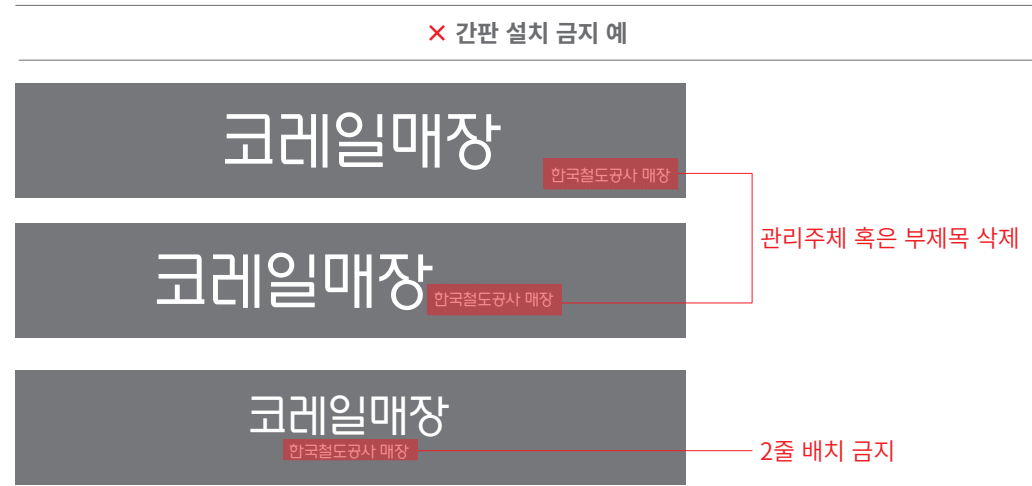 × 간판 설치 금지 예
코레일매장
한국철도공사 매장
관리주체 혹은 부제목 삭제
코레일매장
한국철도공사 매장
코레일매장
한국철도공사 매장
2줄 배치 금지